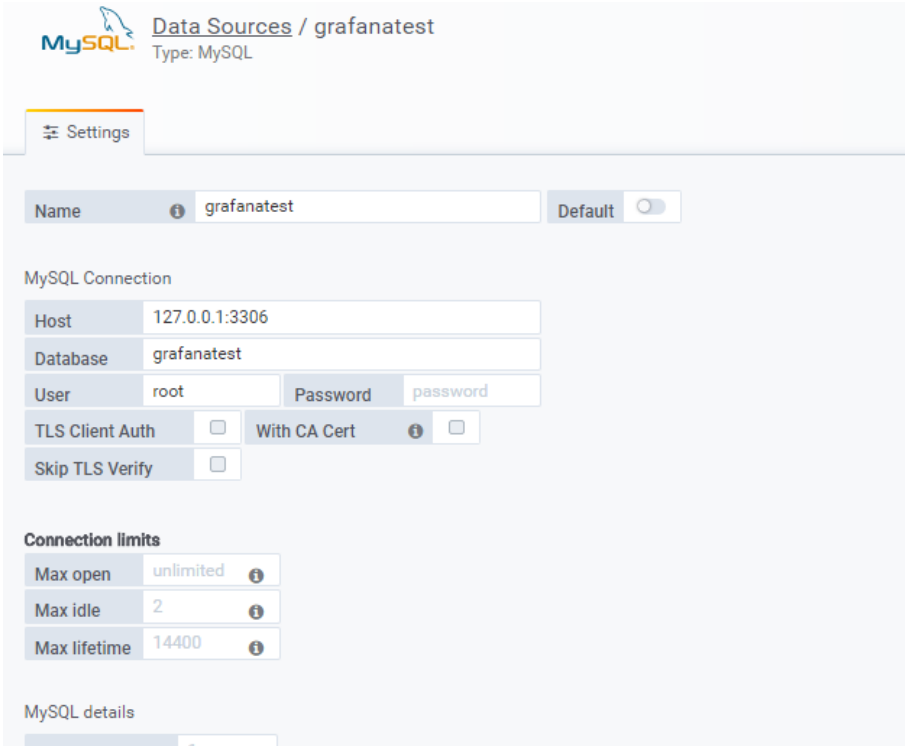 MySQL.
Data Sources / grafanatest
Type: MySQL
Settings
Name grafanatest Default
MySQL Connection
Host 127.0.0.1:3306
Database grafanatest
User root Password password
TLS Client Auth With CA Cert
Skip TLS Verify
Connection limits
Max open unlimited
Max idle 2
Max lifetime 14400
MySQL details